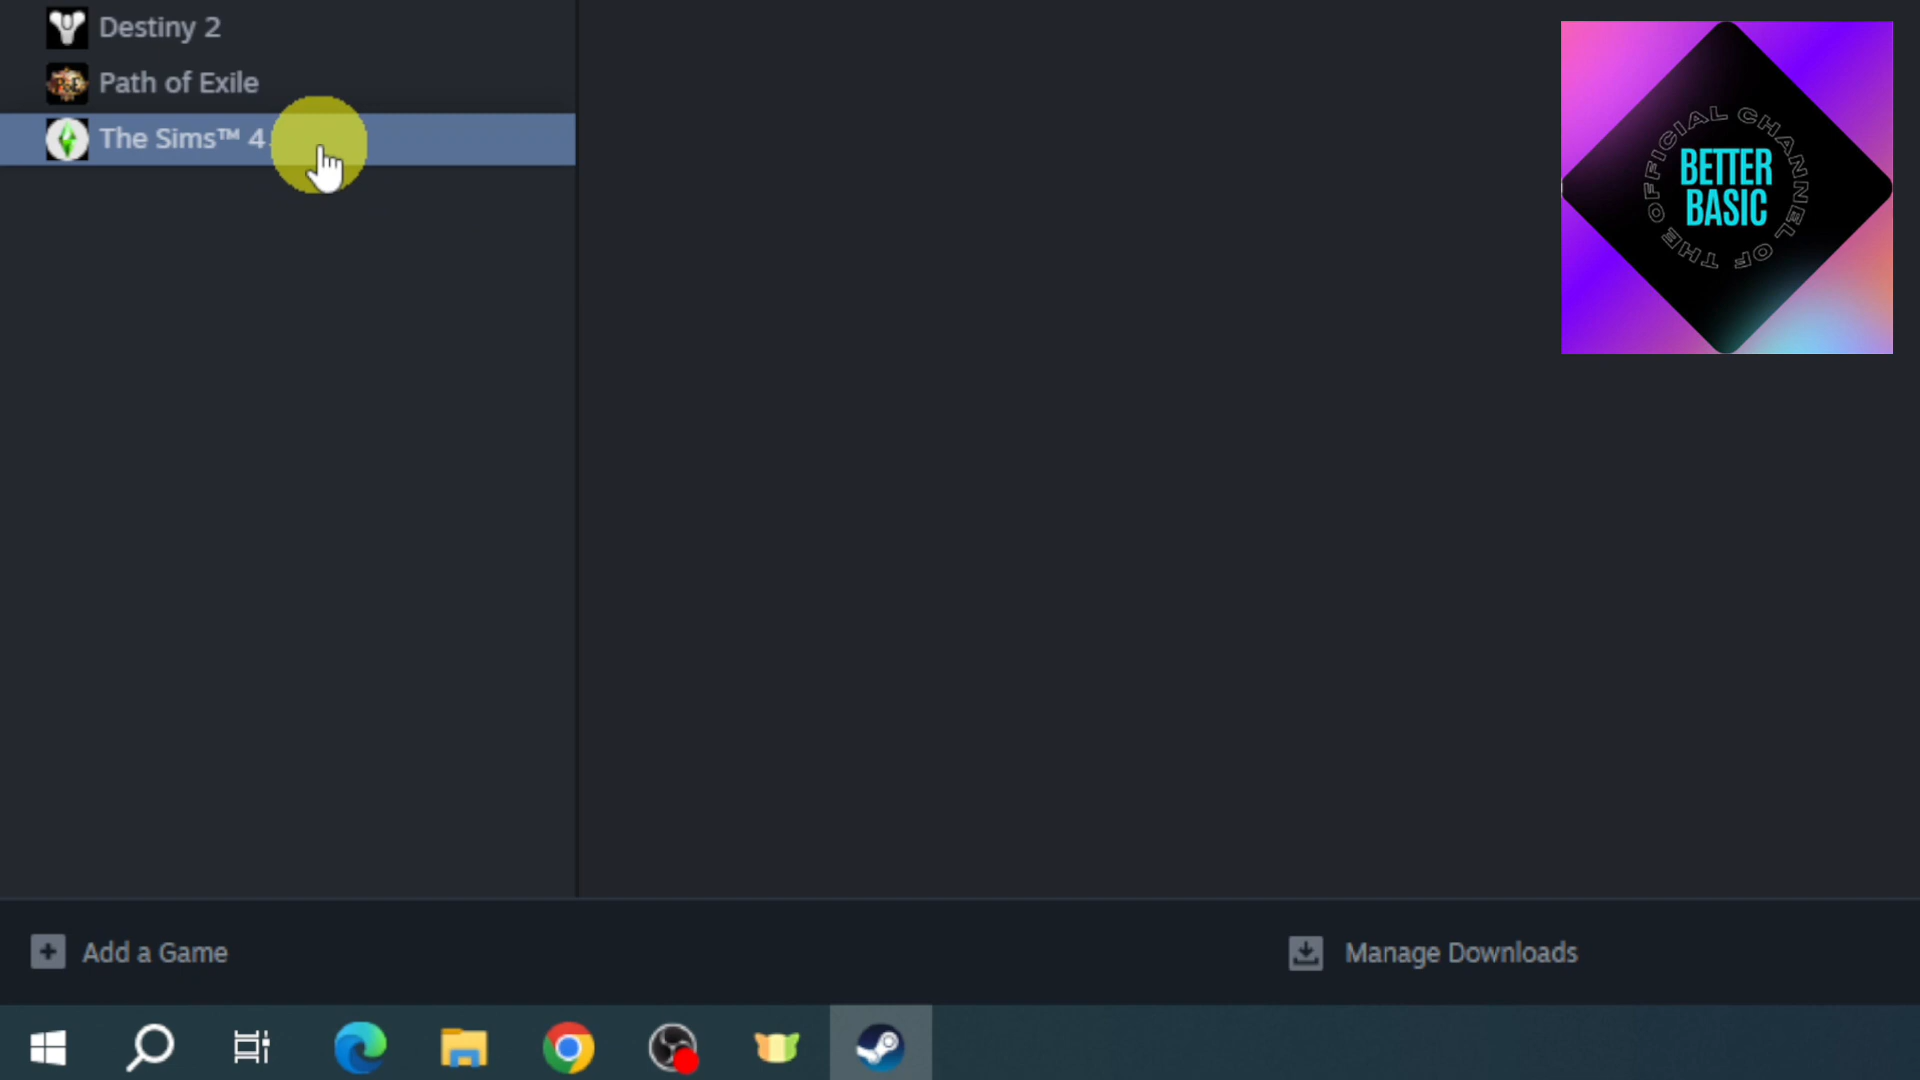 Destiny 2
Path of Exile
The Sims™ 4
THE OFFICIAL CHANNEL OF
BETTER
BASIC
Add a Game
Manage Downloads